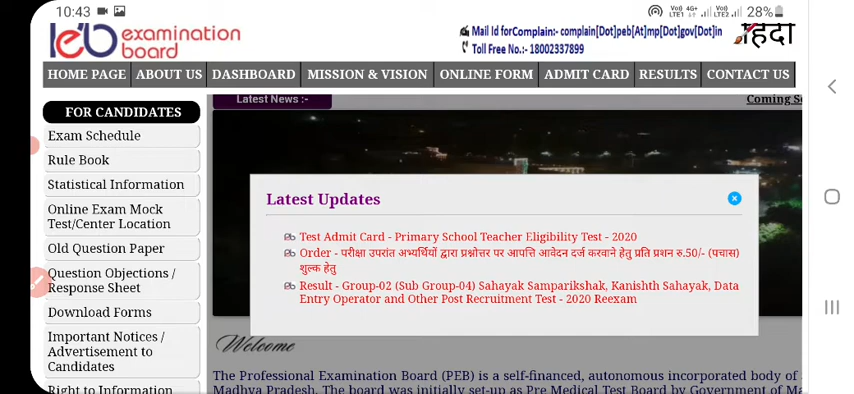 10:43
Vo)) 4G+ Vo))
LTE1 LTE2 28%
examination
board
Mail Id forComplain:- complain[Dot]peb[At]mp[Dot]gov[Dot]in
Toll Free No.:- 18002337899
HOME PAGE ABOUT US DASHBOARD MISSION & VISION ONLINE FORM ADMIT CARD RESULTS CONTACT US
FOR CANDIDATES
Latest News :-
Exam Schedule
Rule Book
Statistical Information
Online Exam Mock
Test/Center Location
Old Question Paper
Question Objections /
Response Sheet
Download Forms
Important Notices /
Advertisement to
Candidates
Right to Information
Latest Updates
Test Admit Card - Primary School Teacher Eligibility Test - 2020
Order - परीक्षा उपरांत अभ्यर्थियों द्वारा प्रश्नोत्तर पर आपत्ति आवेदन दर्ज करवाने हेतु प्रति प्रशन रु.50/- (पचास)
शुल्क हेतु
Result - Group-02 (Sub Group-04) Sahayak Samparikshak, Kanishth Sahayak, Data
Entry Operator and Other Post Recruitment Test - 2020 Reexam
Welcome
The Professional Examination Board (PEB) is a self-financed, autonomous incorporated body of
Madhya Pradesh. The board was initially set-up as Pre Medical Test Board by Government of